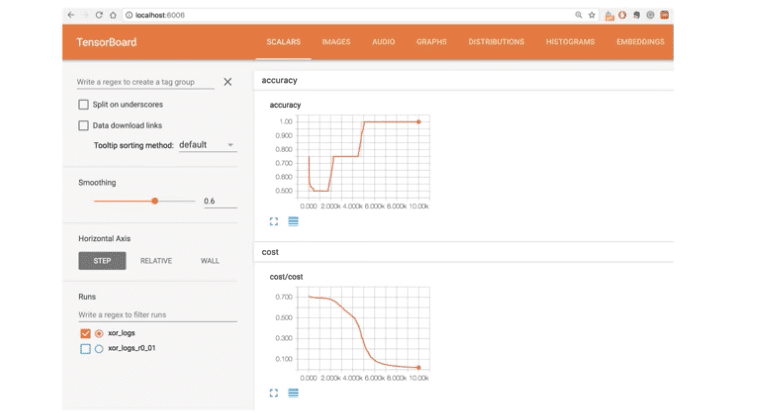 localhost:6006
TensorBoard
SCALARS IMAGES AUDIO GRAPHS DISTRIBUTIONS HISTOGRAMS EMBEDDINGS
Write a regex to create a tag group
Split on underscores
Data download links
Tooltip sorting method: default
Smoothing
0.6
Horizontal Axis
STEP RELATIVE WALL
Runs
Write a regex to filter runs
xor_logs
xor_logs_r0_01
accuracy
accuracy
1.00
0.900
0.800
0.700
0.600
0.500
0.000 2.000k 4.000k 6.000k 8.000k 10.00k
cost
cost/cost
0.700
0.500
0.300
0.100
0.000 2.000k 4.000k 6.000k 8.000k 10.00k